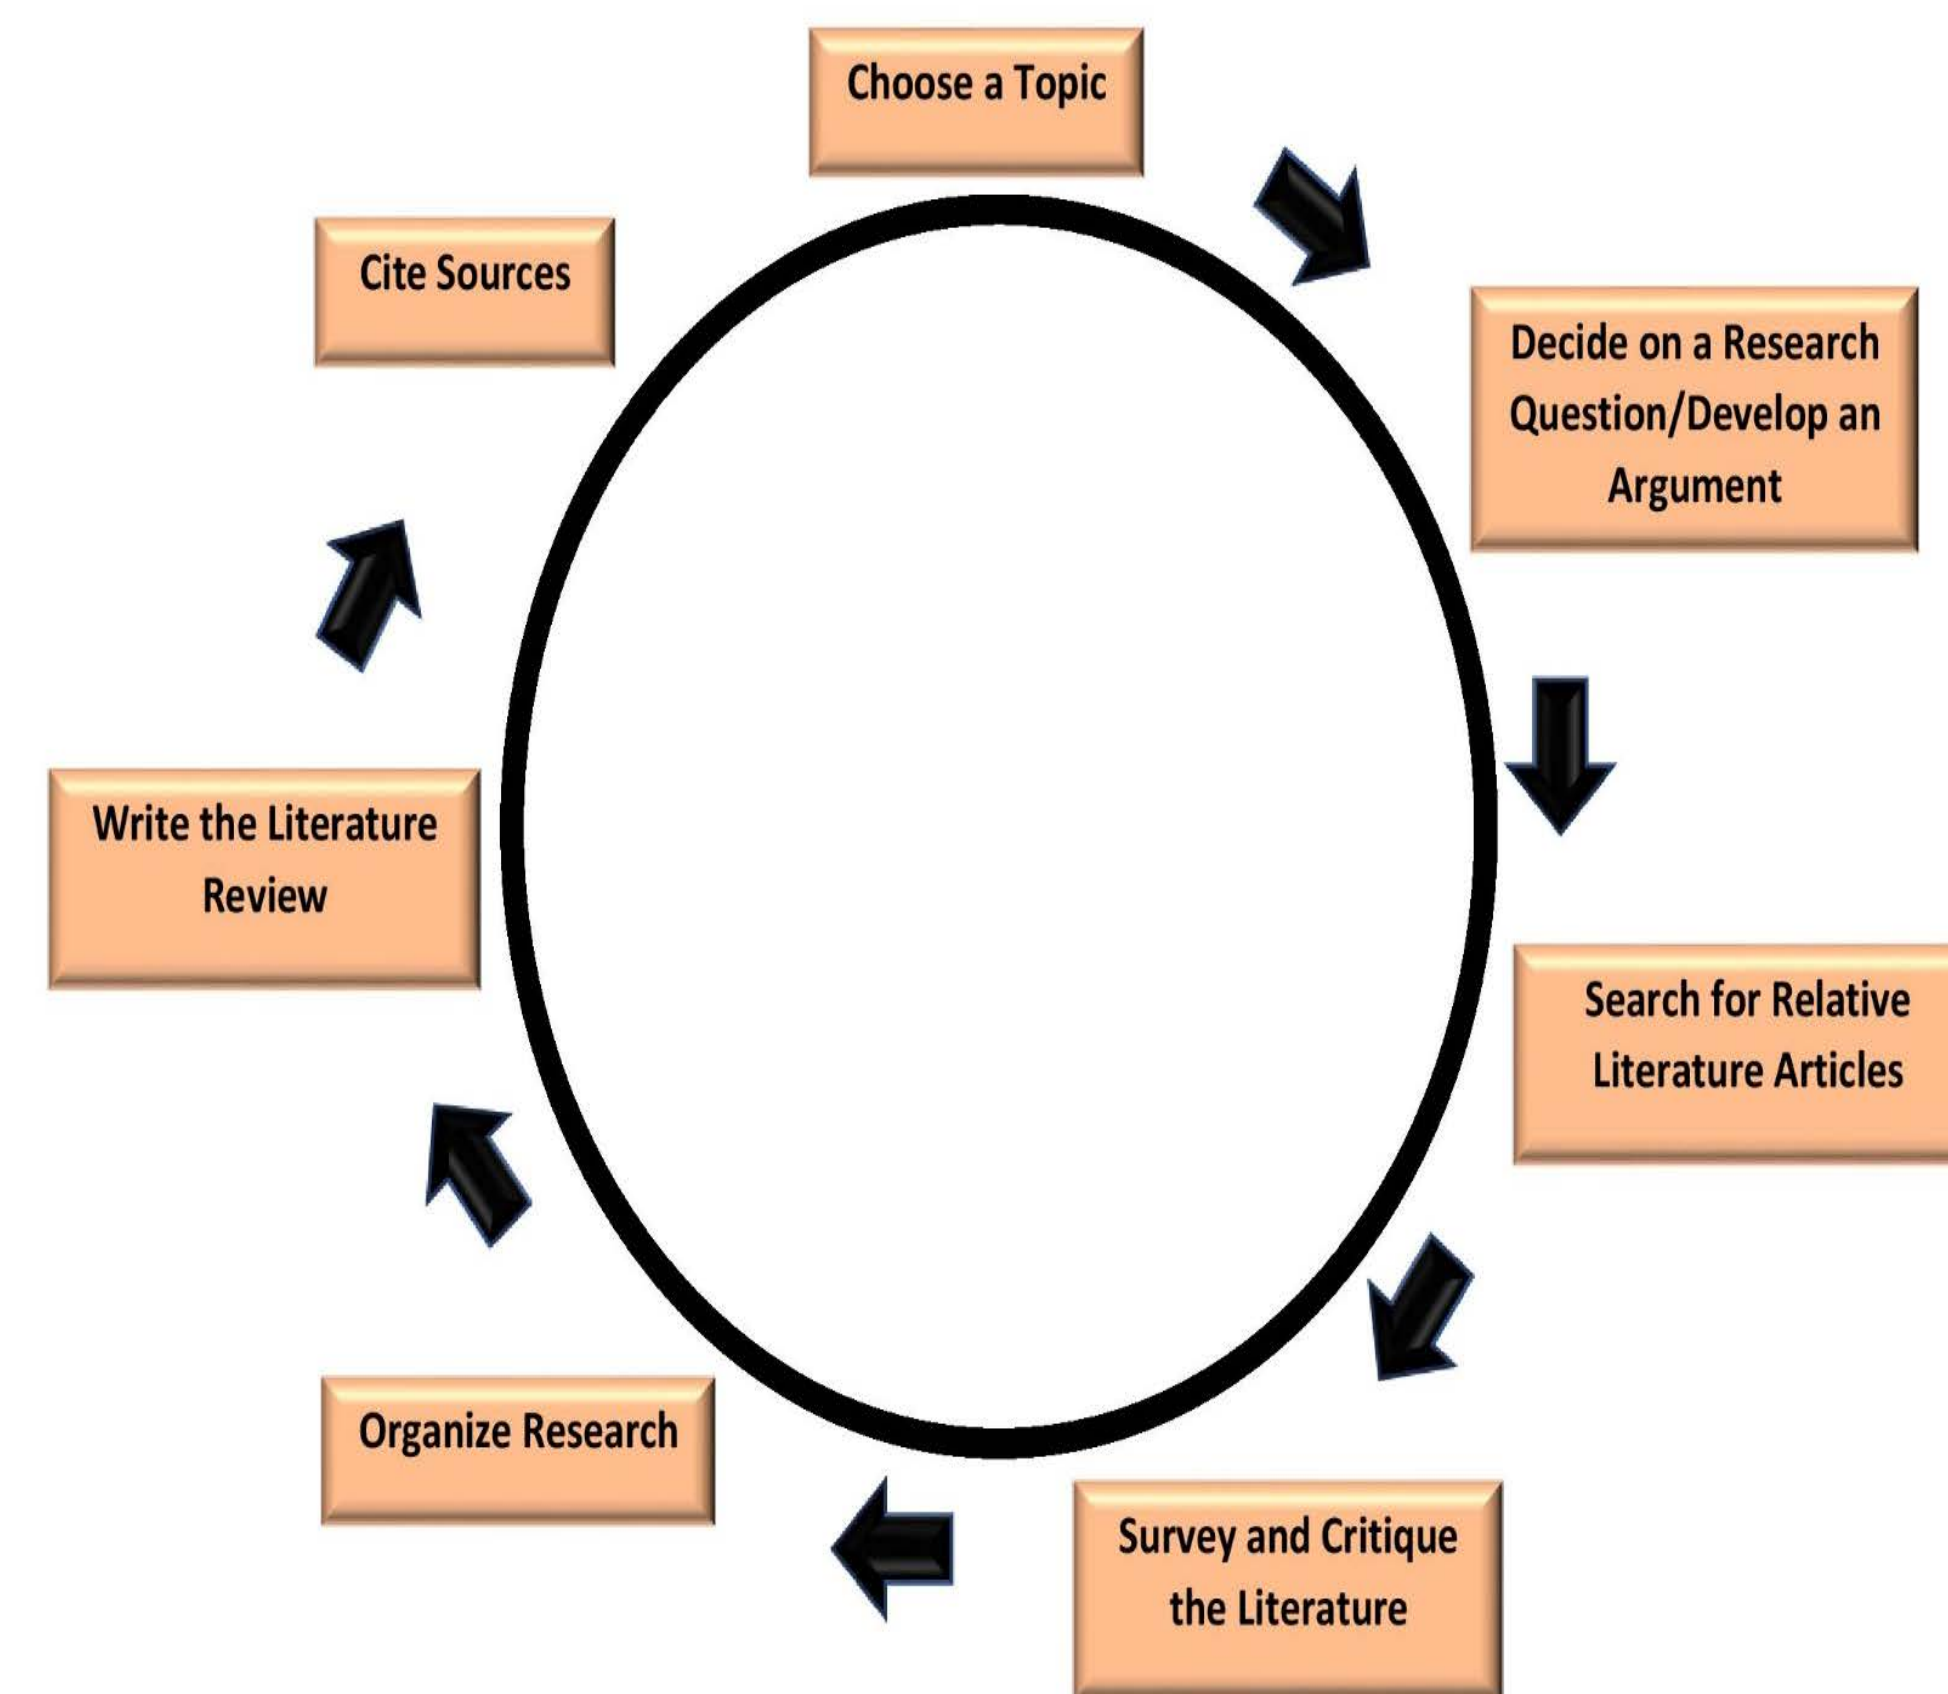 Choose a Topic
Decide on a Research
Question/Develop an
Argument
Search for Relative
Literature Articles
Survey and Critique
the Literature
Organize Research
Write the Literature
Review
Cite Sources